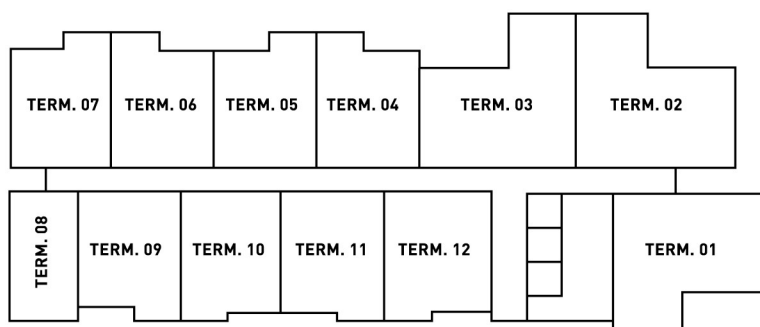 TERM. 07
TERM. 06
TERM. 05
TERM. 04
TERM. 03
TERM. 02
TERM. 08
TERM. 09
TERM. 10
TERM. 11
TERM. 12
TERM. 01